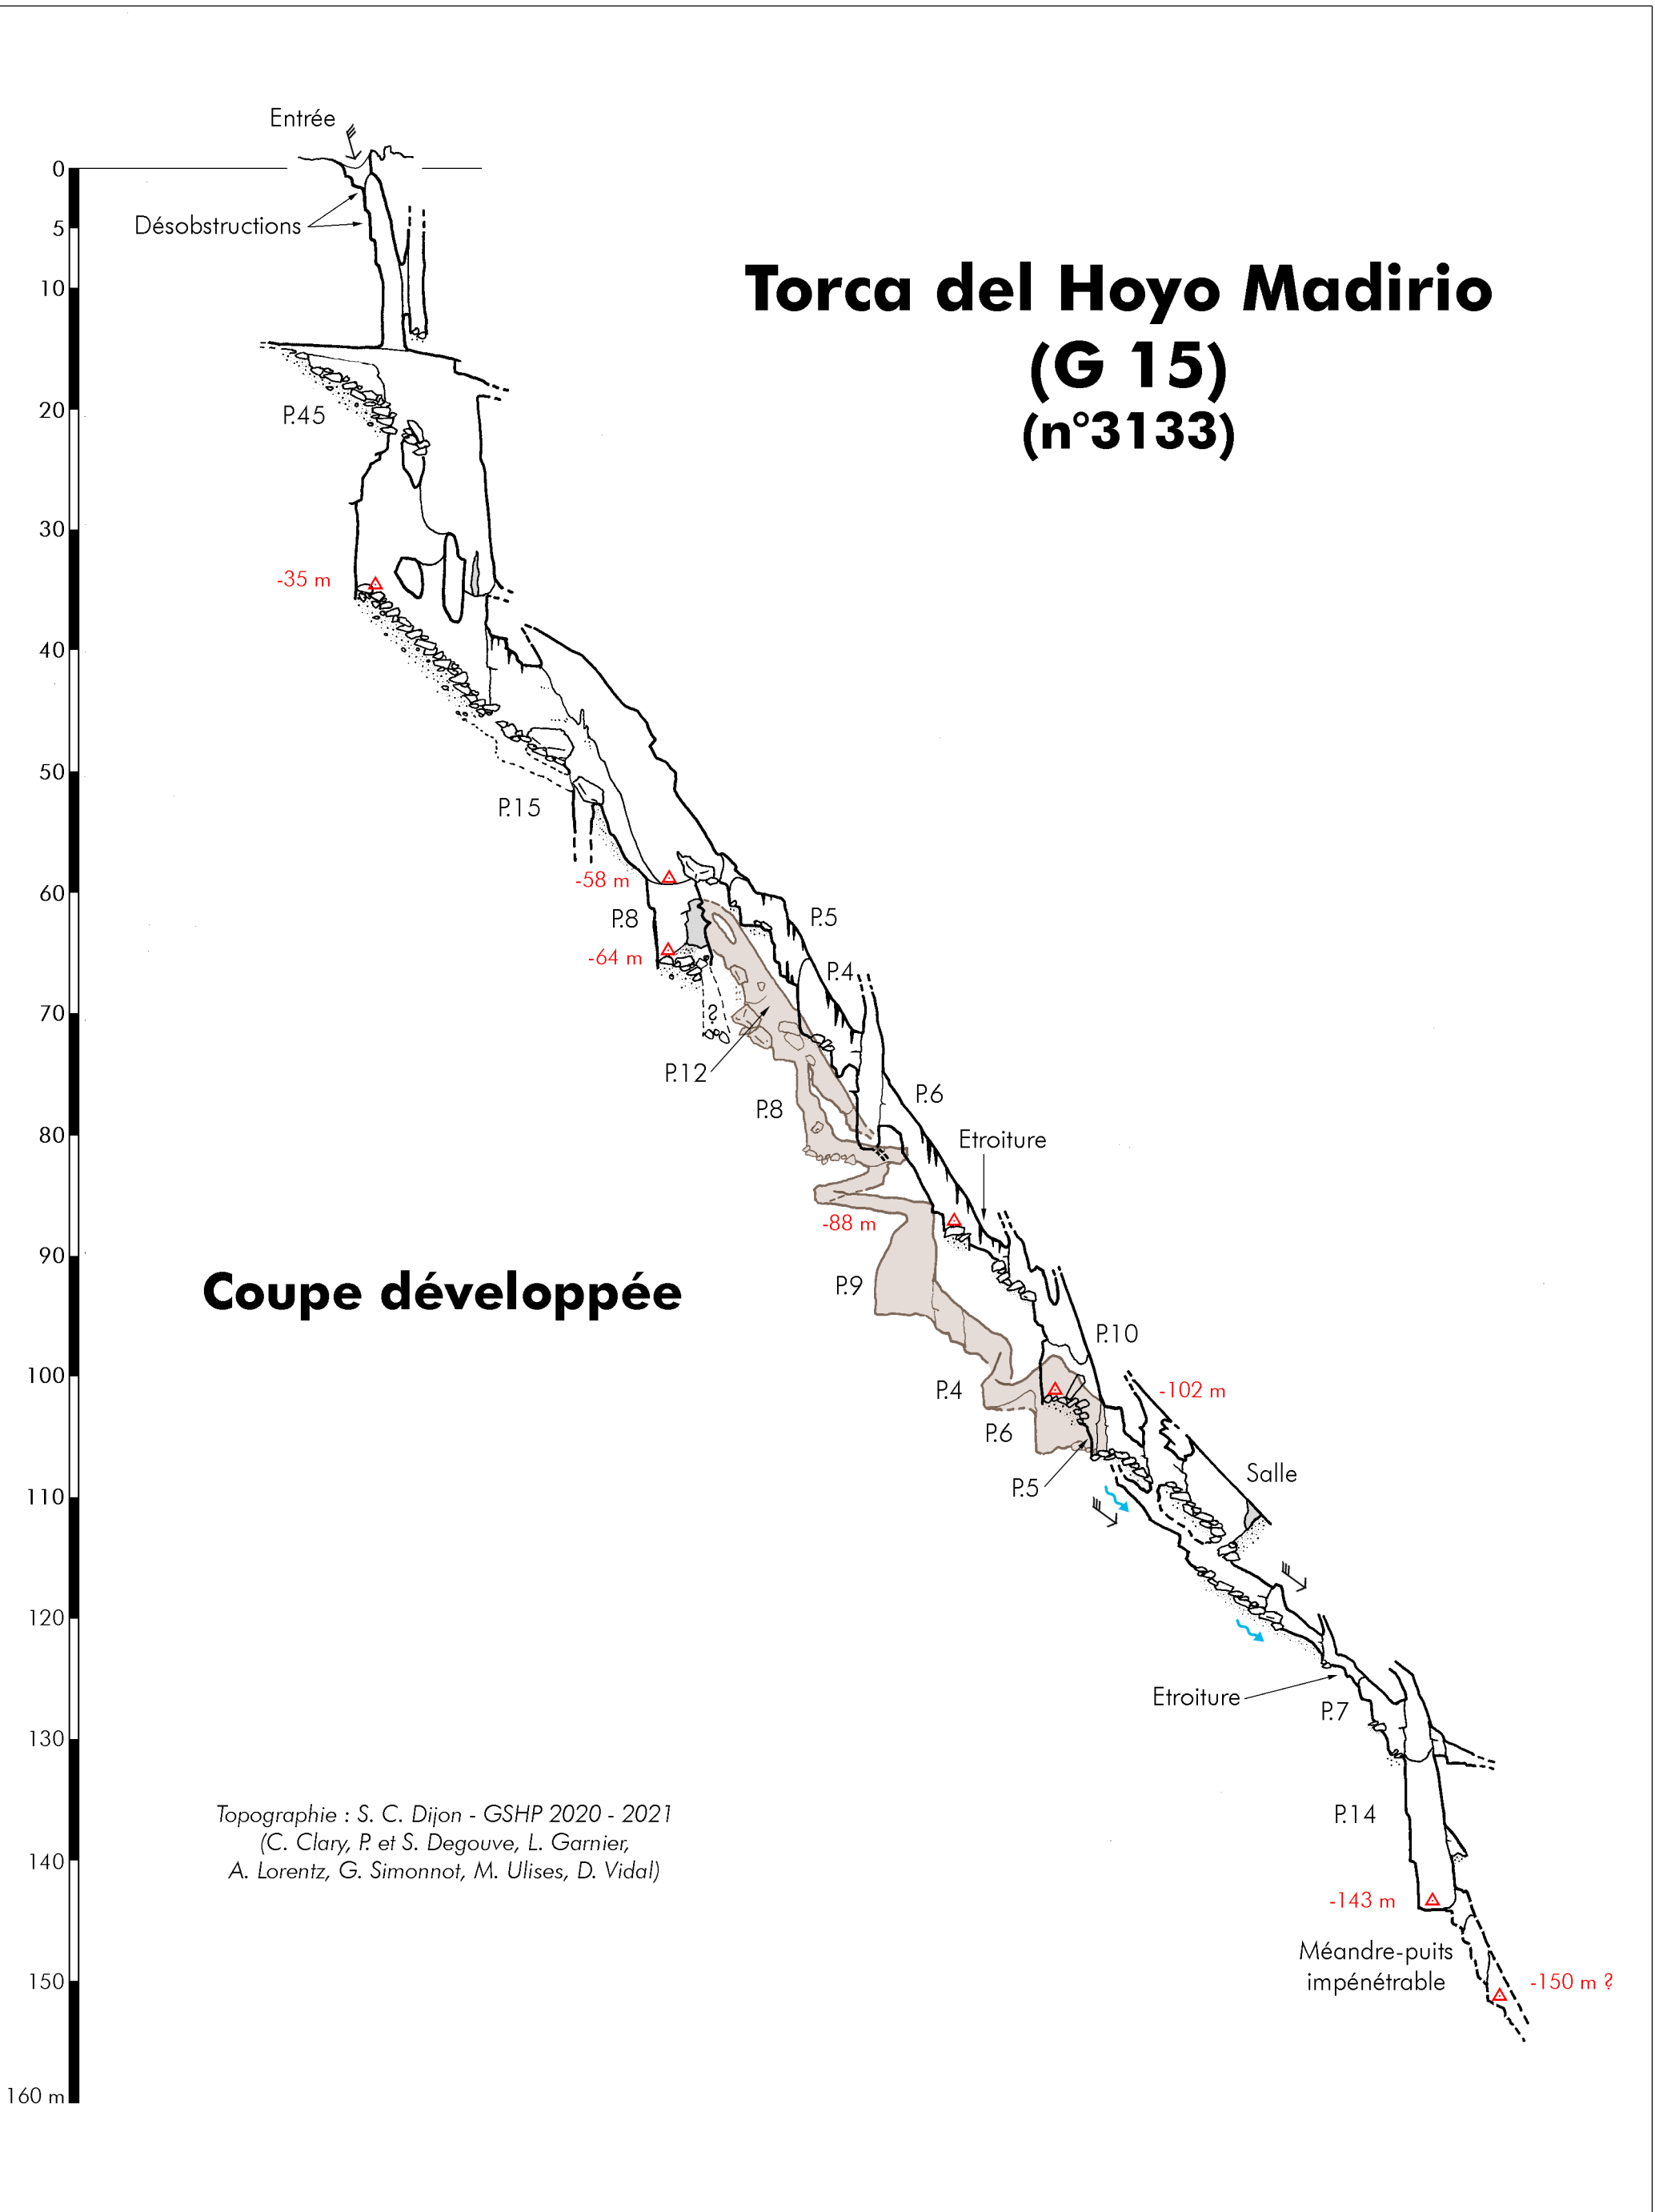 Entrée
0
Désobstructions
5
10
Torca del Hoyo Madirio
(G 15)
(n°3133)
20
P.45
30
-35 m
40
50
P.15
-58 m
60
P.8
P.5
-64 m
P.4
70
?
P.12
P.8
P.6
80
Etroiture
-88 m
90
Coupe développée
P.9
P.10
100
P.4
-102 m
P.6
Salle
P.5
110
120
Etroiture
P.7
130
Topographie : S. C. Dijon - GSHP 2020 - 2021
(C. Clary, P. et S. Degouve, L. Garnier,
A. Lorentz, G. Simonnot, M. Ulises, D. Vidal)
P.14
140
-143 m
Méandre-puits
impénétrable
150
-150 m ?
160 m